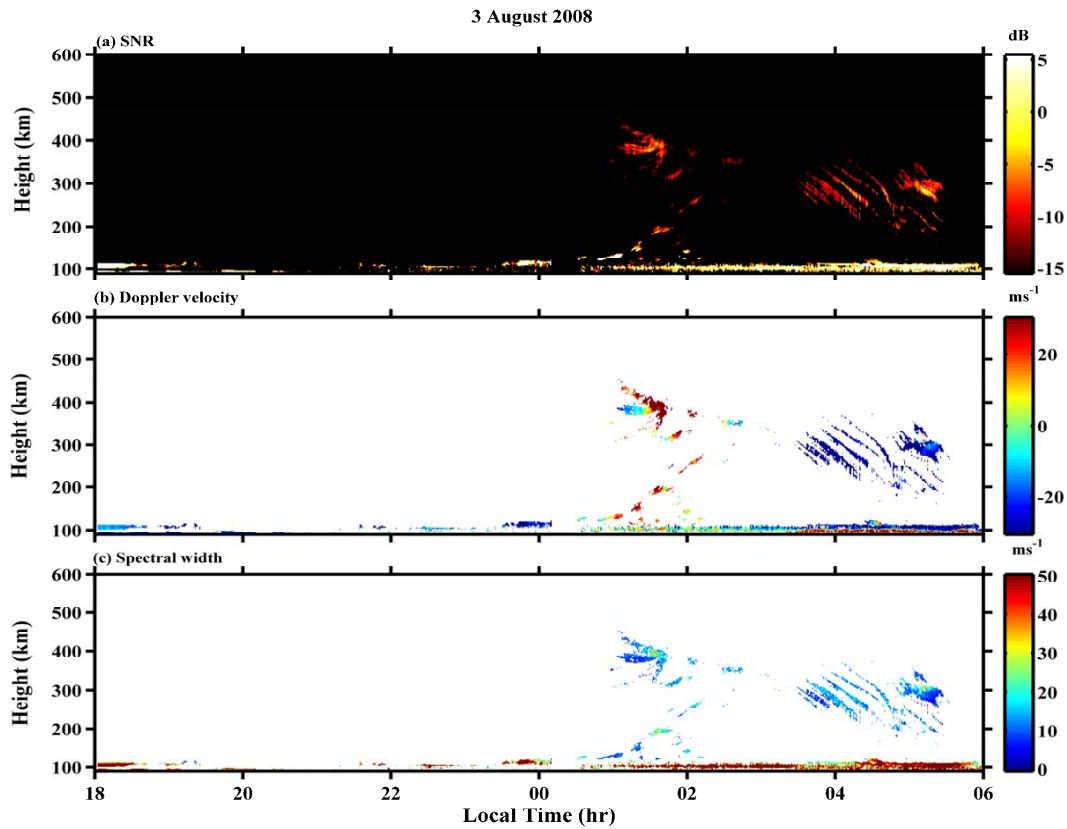 3 August 2008
(a) SNR
dB
600
500
400
300
200
100
Height (km)
5
0
-5
-10
-15
(b) Doppler velocity
ms-1
600
500
400
300
200
100
Height (km)
20
0
-20
(c) Spectral width
ms-1
600
500
400
300
200
100
Height (km)
50
40
30
20
10
0
18 20 22 00 02 04 06
Local Time (hr)